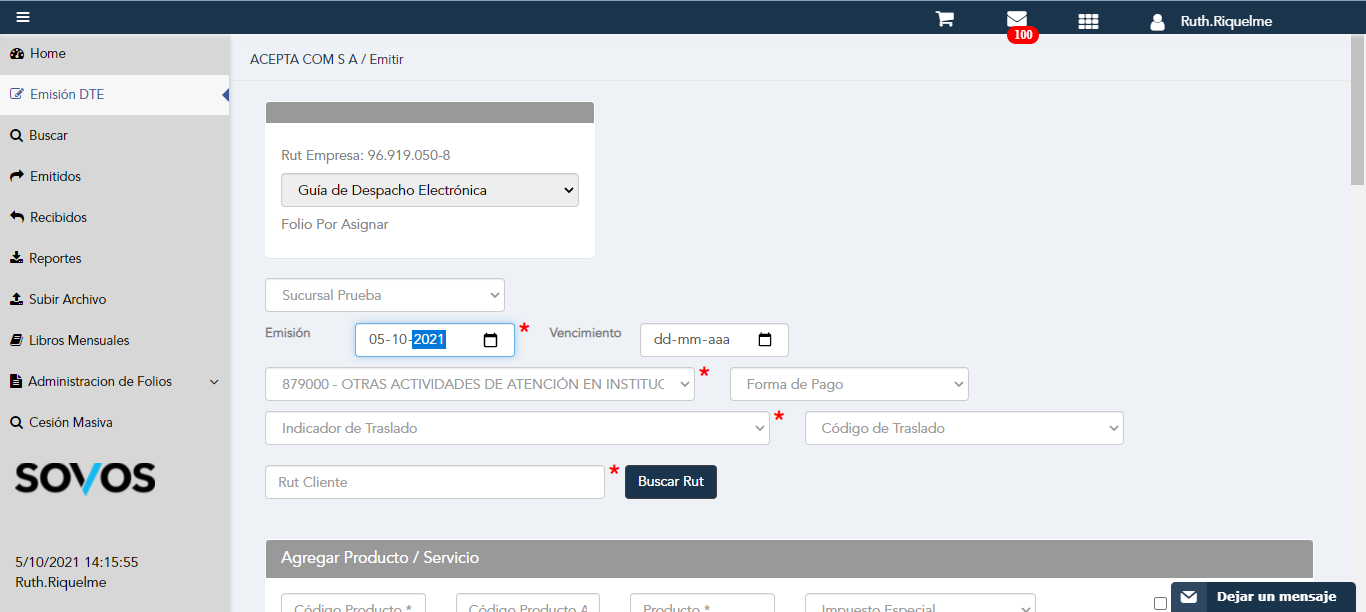 100
Ruth.Riquelme
Home
Emisión DTE
Buscar
Emitidos
Recibidos
Reportes
Subir Archivo
Libros Mensuales
Administracion de Folios
Cesión Masiva
SOVOS
5/10/2021 14:15:55
Ruth.Riquelme
ACEPTA COM S A / Emitir
Rut Empresa: 96.919.050-8
Guía de Despacho Electrónica
Folio Por Asignar
Sucursal Prueba
Emisión 05-10-2021 * Vencimiento dd-mm-aaa
879000 - OTRAS ACTIVIDADES DE ATENCIÓN EN INSTITUC * Forma de Pago
Indicador de Traslado * Código de Traslado
Rut Cliente * Buscar Rut
Agregar Producto / Servicio
Código Producto * Código Producto A Producto * Impuesto Especial
Dejar un mensaje